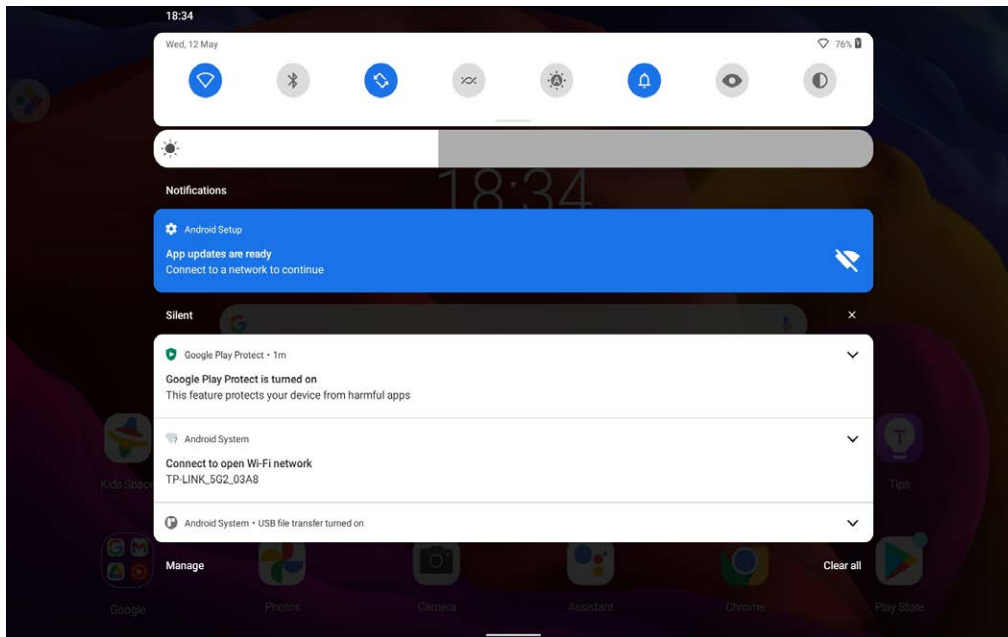 18:34
Wed, 12 May
76%
18:34
Notifications
Android Setup
App updates are ready
Connect to a network to continue
Silent
Google Play Protect • 1m
Google Play Protect is turned on
This feature protects your device from harmful apps
Android System
Connect to open Wi-Fi network
TP-LINK_5G2_03A8
Kids Space
Tips
Android System • USB file transfer turned on
Manage
Clear all
Google
Photos
Camera
Assistant
Chrome
Play Store